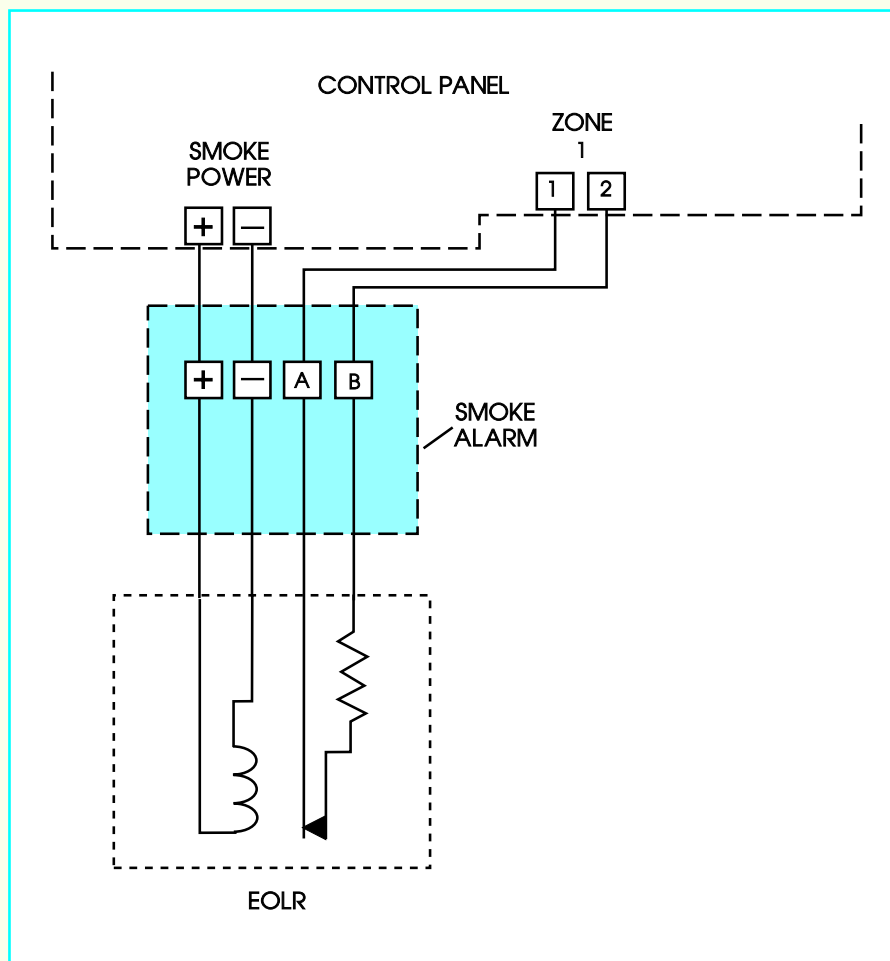 CONTROL PANEL
ZONE
1
SMOKE
POWER
1 2
+ —
+ — A B
SMOKE
ALARM
EOLR